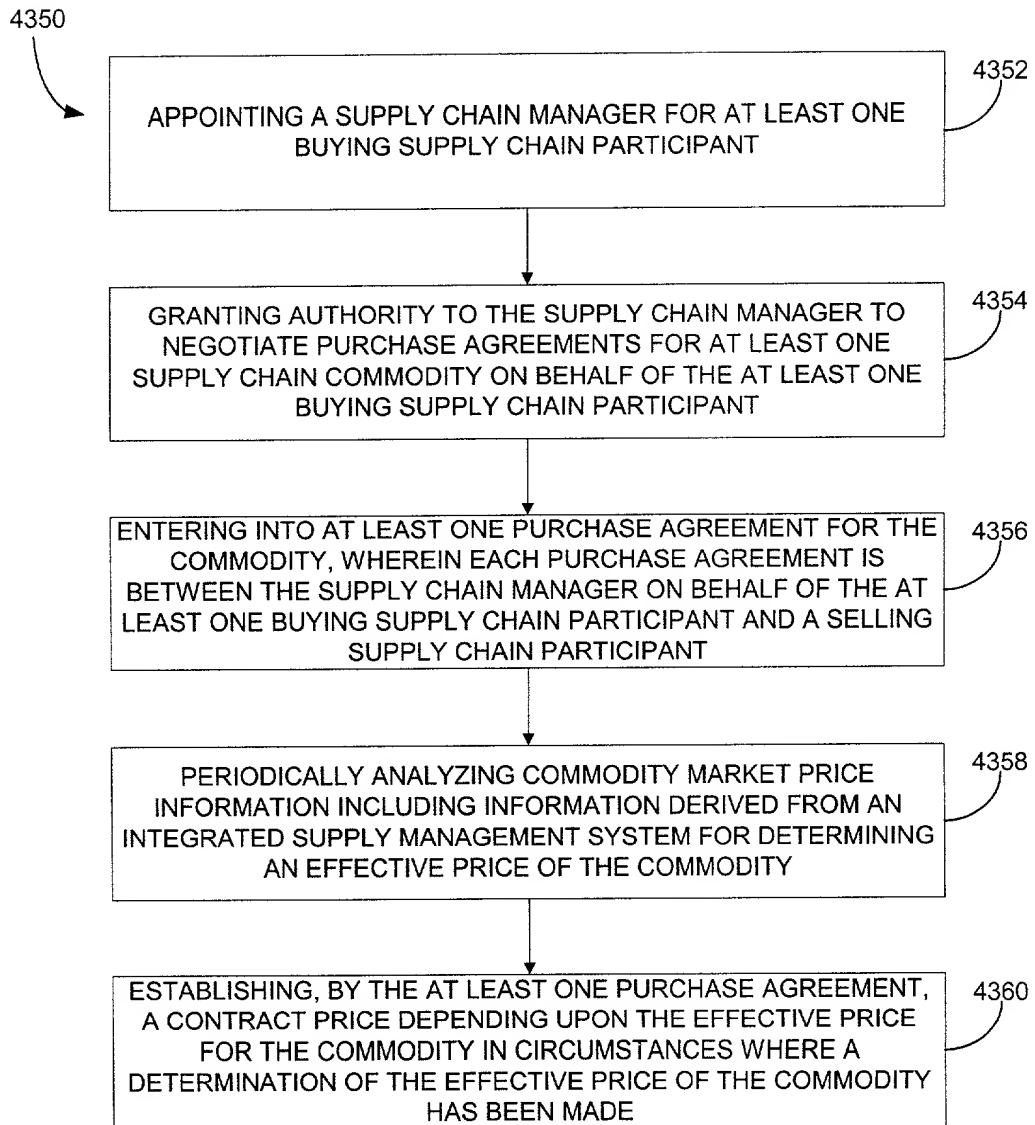 4350
4352
APPOINTING A SUPPLY CHAIN MANAGER FOR AT LEAST ONE
BUYING SUPPLY CHAIN PARTICIPANT
4354
GRANTING AUTHORITY TO THE SUPPLY CHAIN MANAGER TO
NEGOTIATE PURCHASE AGREEMENTS FOR AT LEAST ONE
SUPPLY CHAIN COMMODITY ON BEHALF OF THE AT LEAST ONE
BUYING SUPPLY CHAIN PARTICIPANT
4356
ENTERING INTO AT LEAST ONE PURCHASE AGREEMENT FOR THE
COMMODITY, WHEREIN EACH PURCHASE AGREEMENT IS
BETWEEN THE SUPPLY CHAIN MANAGER ON BEHALF OF THE AT
LEAST ONE BUYING SUPPLY CHAIN PARTICIPANT AND A SELLING
SUPPLY CHAIN PARTICIPANT
4358
PERIODICALLY ANALYZING COMMODITY MARKET PRICE
INFORMATION INCLUDING INFORMATION DERIVED FROM AN
INTEGRATED SUPPLY MANAGEMENT SYSTEM FOR DETERMINING
AN EFFECTIVE PRICE OF THE COMMODITY
4360
ESTABLISHING, BY THE AT LEAST ONE PURCHASE AGREEMENT,
A CONTRACT PRICE DEPENDING UPON THE EFFECTIVE PRICE
FOR THE COMMODITY IN CIRCUMSTANCES WHERE A
DETERMINATION OF THE EFFECTIVE PRICE OF THE COMMODITY
HAS BEEN MADE